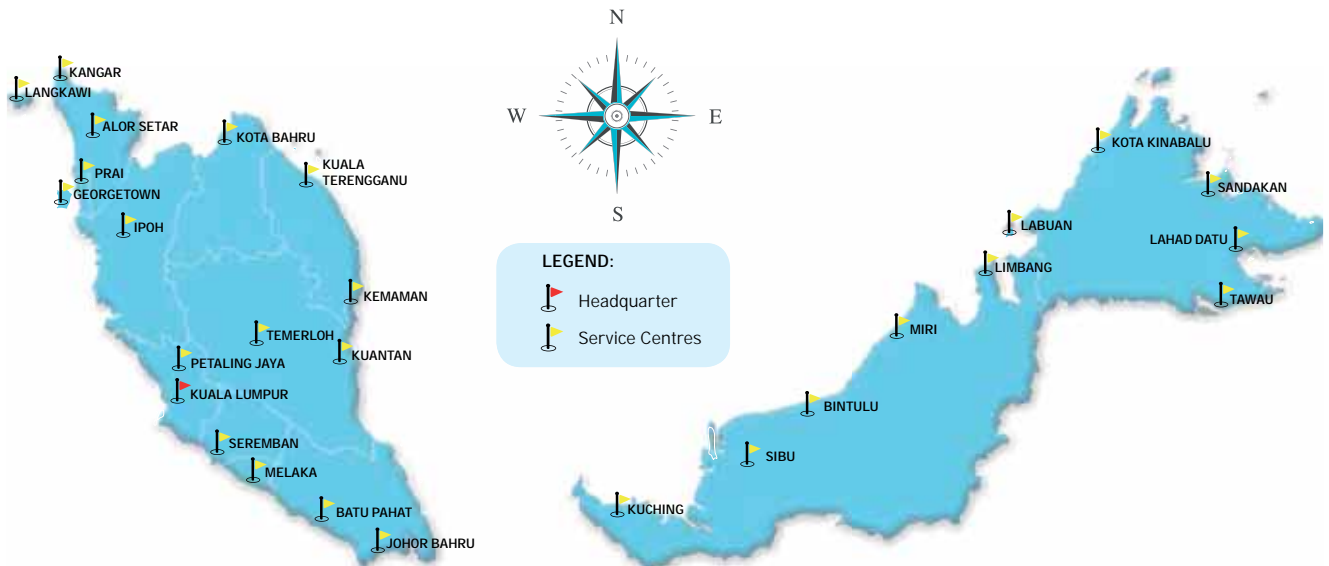 N
W
E
S
KANGAR
LANGKAWI
ALOR SETAR
KOTA BAHRU
KUALA
TERENGGANU
PRAI
GEORGETOWN
IPOH
KEMAMAN
TEMERLOH
KUANTAN
PETALING JAYA
KUALA LUMPUR
SEREMBAN
MELAKA
BATU PAHAT
JOHOR BAHRU
LEGEND:
Headquarter
Service Centres
KOTA KINABALU
SANDAKAN
LABUAN
LAHAD DATU
LIMBANG
TAWAU
MIRI
BINTULU
SIBU
KUCHING